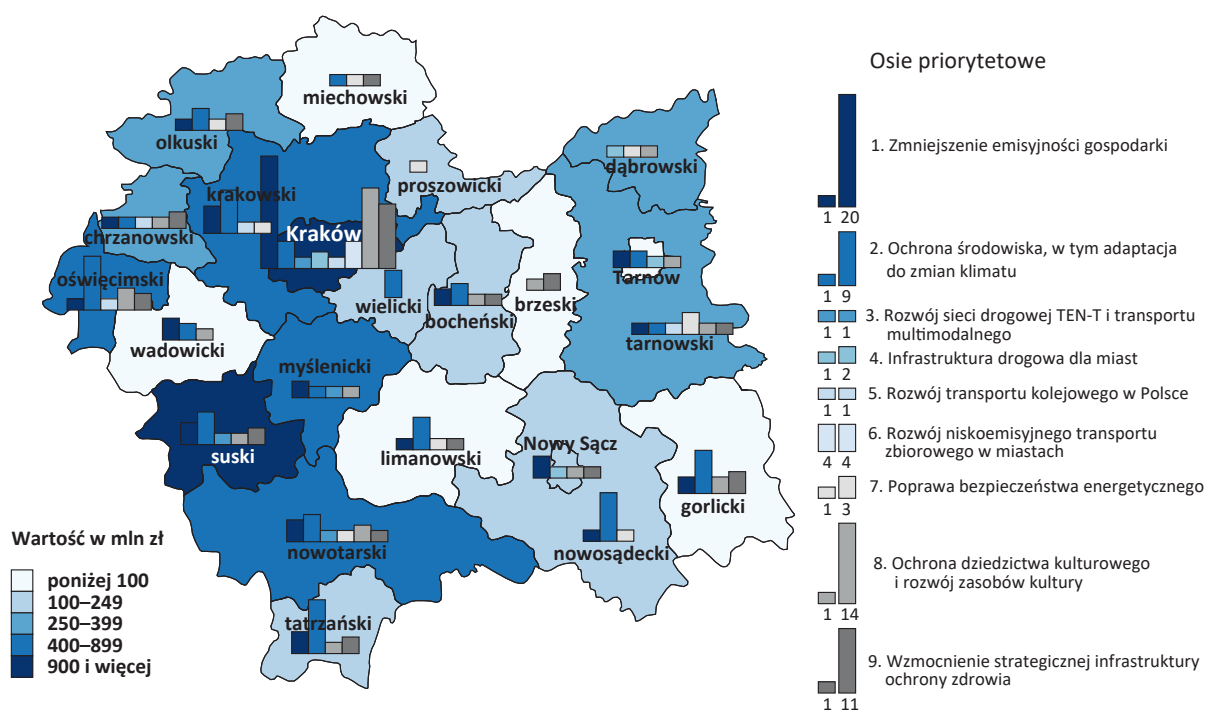 miechowski
olkuski
dąbrowski
proszowicki
krakowski
Kraków
chrzanowski
oświęcimski
Tarnów
wielicki
bocheński
brzeski
tarnowski
wadowicki
myślenicki
suski
limanowski
Nowy Sącz
gorlicki
nowotarski
nowosądecki
tatrzański
Wartość w mln zł
poniżej 100
100–249
250–399
400–899
900 i więcej
Osie priorytetowe
1. Zmniejszenie emisyjności gospodarki
1 20
2. Ochrona środowiska, w tym adaptacja
do zmian klimatu
1 9
3. Rozwój sieci drogowej TEN-T i transportu
multimodalnego
1 1
4. Infrastruktura drogowa dla miast
1 2
5. Rozwój transportu kolejowego w Polsce
1 1
6. Rozwój niskoemisyjnego transportu
zbiorowego w miastach
4 4
7. Poprawa bezpieczeństwa energetycznego
1 3
8. Ochrona dziedzictwa kulturowego
i rozwój zasobów kultury
1 14
9. Wzmocnienie strategicznej infrastruktury
ochrony zdrowia
1 11